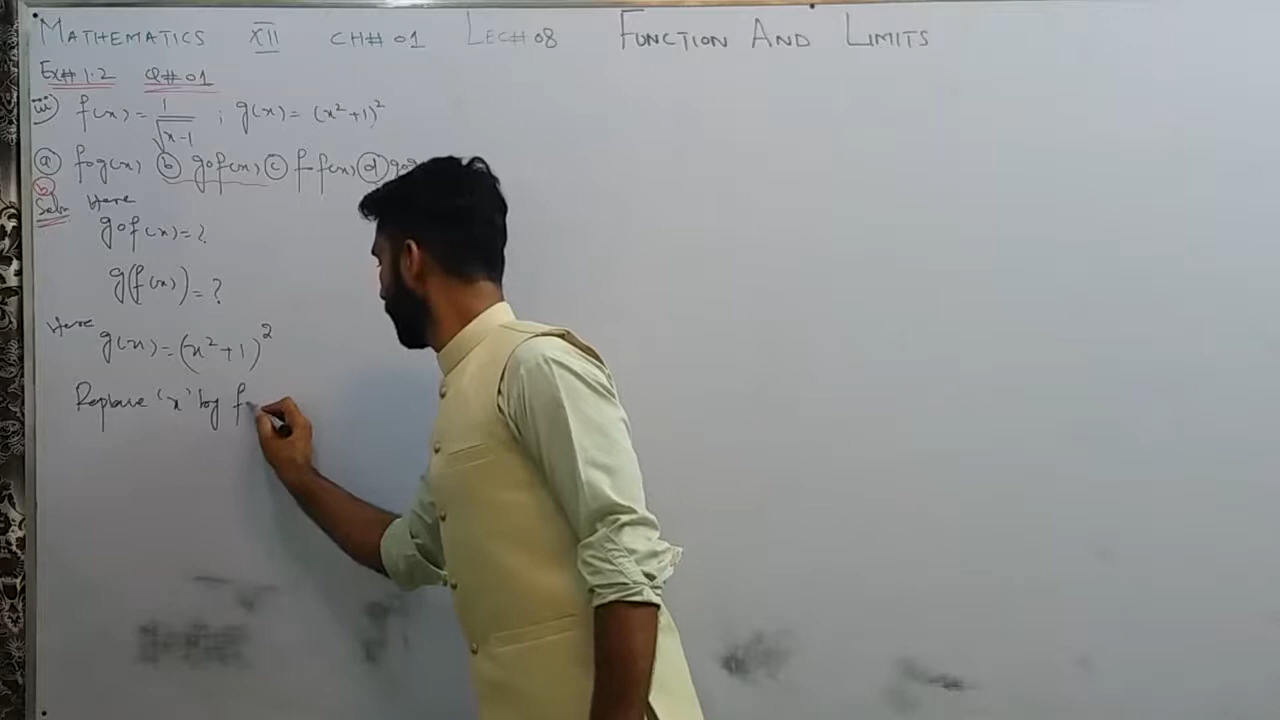 MATHEMATICS XII CH# 01 LEC# 08 FUNCTION AND LIMITS
Ex# 1.2 Q# 01
iii) f(x) = 1/√(x-1) ; g(x) = (x²+1)²
ⓐ fog(x) ⓑ gof(x) ⓒ fof(x) ⓓ
ⓑ
Soln Here
gof(x) = ?
g(f(x)) = ?
Here g(x) = (x²+1)²
Replace 'x' by f